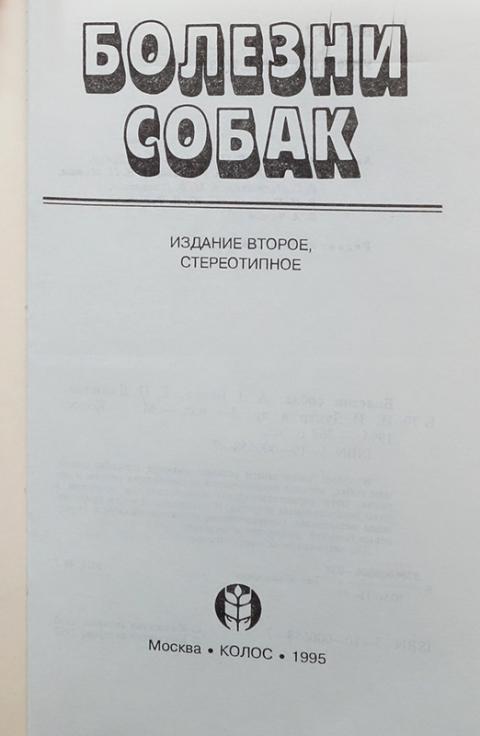 БОЛЕЗНИ
СОБАК
ИЗДАНИЕ ВТОРОЕ,
СТЕРЕОТИПНОЕ
Москва • КОЛОС • 1995